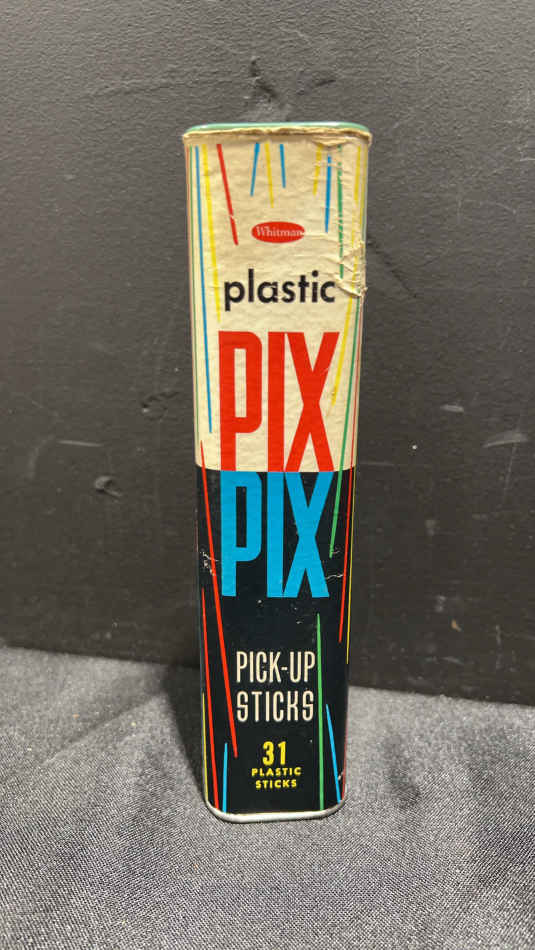 Whitman
plastic
PIX
PIX
PICK-UP
STICKS
31
PLASTIC
STICKS